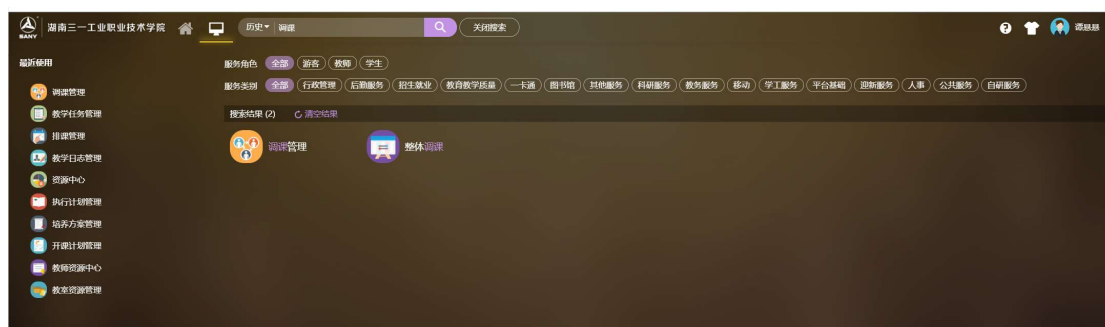 SANY 湖南三一工业职业技术学院 历史 调课 关闭搜索 ? 谭昙昙
最近使用
调课管理
教学任务管理
排课管理
教学日志管理
资源中心
执行计划管理
培养方案管理
开课计划管理
教师资源中心
教室资源管理
服务角色 全部 游客 教师 学生
服务类别 全部 行政管理 后勤服务 招生就业 教育教学质量 一卡通 图书馆 其他服务 科研服务 教务服务 移动 学工服务 平台基础 迎新服务 人事 公共服务 自研服务
搜索结果 (2) 清空结果
调课管理 整体调课